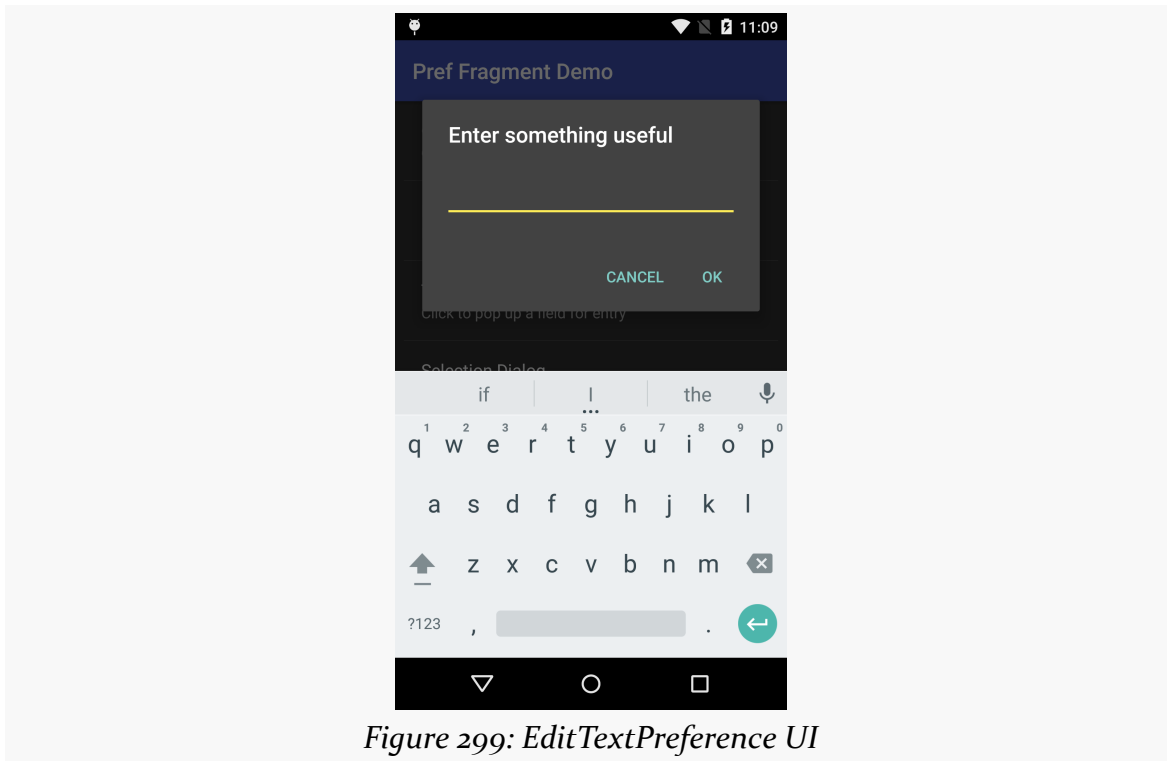 11:09
Pref Fragment Demo
Enter something useful
CANCEL OK
Click to pop up a field for entry
Selection Dialog
if I the
1 2 3 4 5 6 7 8 9 0
q w e r t y u i o p
a s d f g h j k l
z x c v b n m
?123 , .
Figure 299: EditTextPreference UI